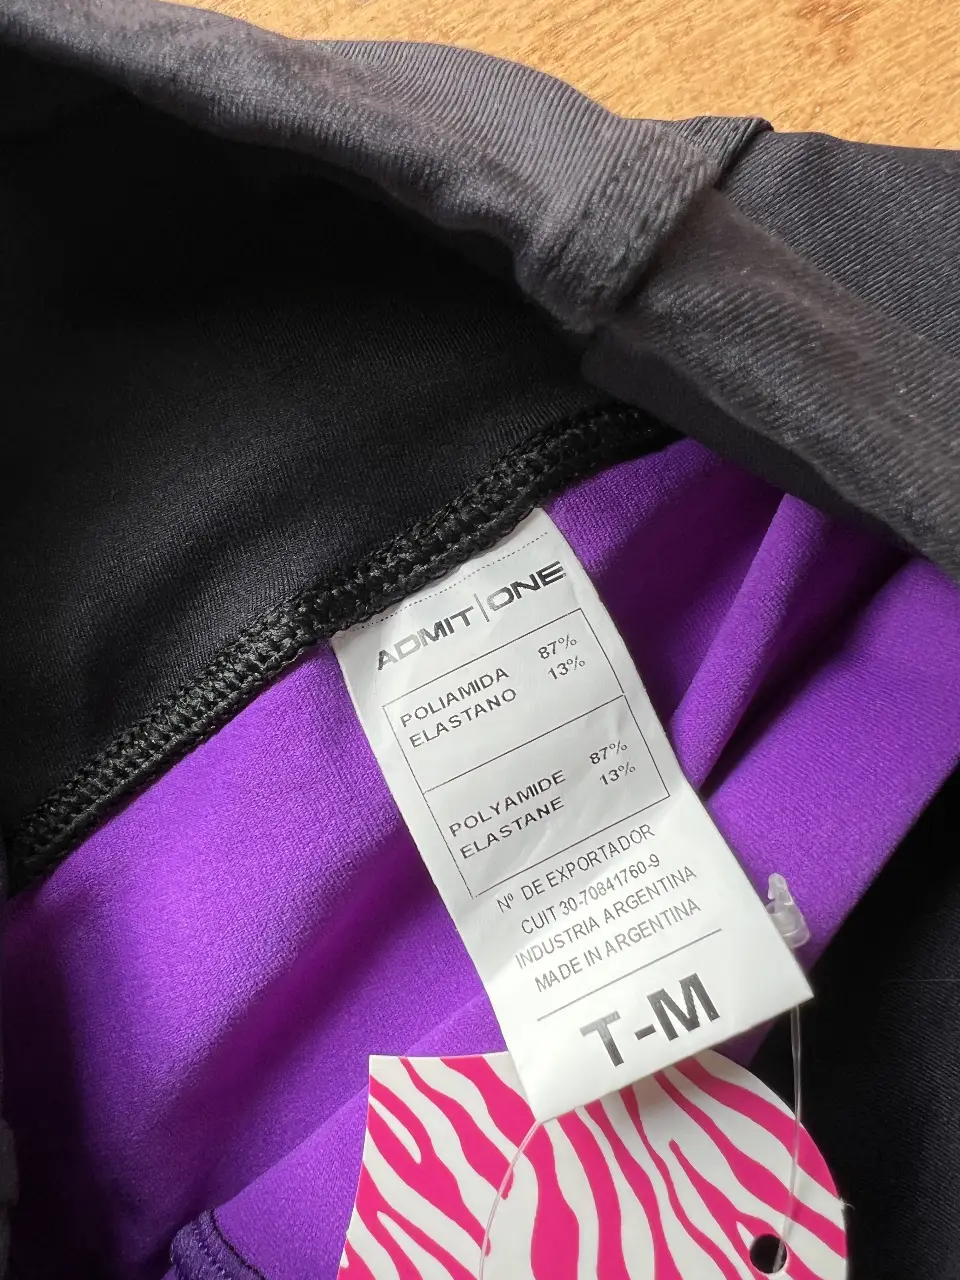 ADMIT|ONE
POLIAMIDA 87%
ELASTANO 13%
POLYAMIDE 87%
ELASTANE 13%
Nº DE EXPORTADOR
CUIT 30-70841760-9
INDUSTRIA ARGENTINA
MADE IN ARGENTINA
T-M